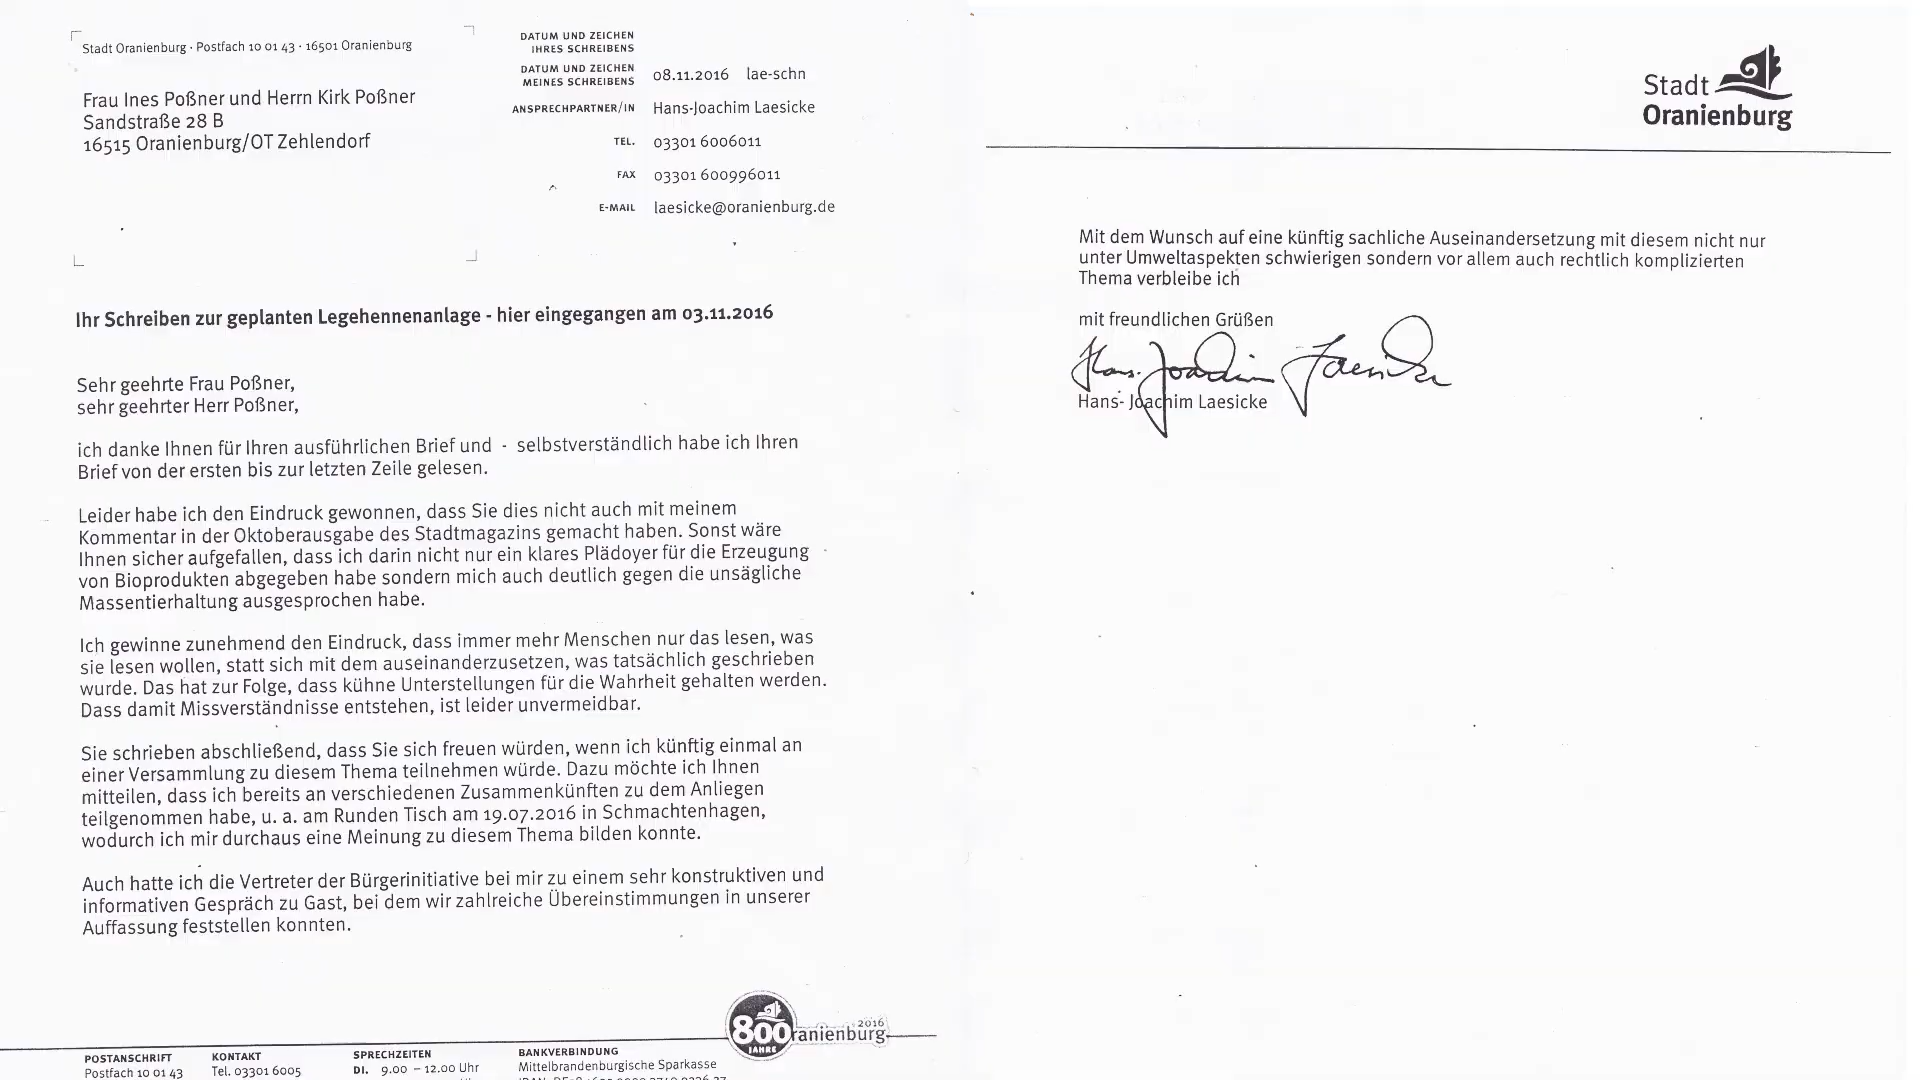 Stadt Oranienburg · Postfach 10 01 43 · 16501 Oranienburg
Frau Ines Poßner und Herrn Kirk Poßner
Sandstraße 28 B
16515 Oranienburg/OT Zehlendorf
DATUM UND ZEICHEN
IHRES SCHREIBENS
DATUM UND ZEICHEN
MEINES SCHREIBENS 08.11.2016 lae-schn
ANSPRECHPARTNER/IN Hans-Joachim Laesicke
TEL. 03301 6006011
FAX 03301 600996011
E-MAIL laesicke@oranienburg.de
Ihr Schreiben zur geplanten Legehennenanlage - hier eingegangen am 03.11.2016
Sehr geehrte Frau Poßner,
sehr geehrter Herr Poßner,
ich danke Ihnen für Ihren ausführlichen Brief und - selbstverständlich habe ich Ihren
Brief von der ersten bis zur letzten Zeile gelesen.
Leider habe ich den Eindruck gewonnen, dass Sie dies nicht auch mit meinem
Kommentar in der Oktoberausgabe des Stadtmagazins gemacht haben. Sonst wäre
Ihnen sicher aufgefallen, dass ich darin nicht nur ein klares Plädoyer für die Erzeugung
von Bioprodukten abgegeben habe sondern mich auch deutlich gegen die unsägliche
Massentierhaltung ausgesprochen habe.
Ich gewinne zunehmend den Eindruck, dass immer mehr Menschen nur das lesen, was
sie lesen wollen, statt sich mit dem auseinanderzusetzen, was tatsächlich geschrieben
wurde. Das hat zur Folge, dass kühne Unterstellungen für die Wahrheit gehalten werden.
Dass damit Missverständnisse entstehen, ist leider unvermeidbar.
Sie schrieben abschließend, dass Sie sich freuen würden, wenn ich künftig einmal an
einer Versammlung zu diesem Thema teilnehmen würde. Dazu möchte ich Ihnen
mitteilen, dass ich bereits an verschiedenen Zusammenkünften zu dem Anliegen
teilgenommen habe, u. a. am Runden Tisch am 19.07.2016 in Schmachtenhagen,
wodurch ich mir durchaus eine Meinung zu diesem Thema bilden konnte.
Auch hatte ich die Vertreter der Bürgerinitiative bei mir zu einem sehr konstruktiven und
informativen Gespräch zu Gast, bei dem wir zahlreiche Übereinstimmungen in unserer
Auffassung feststellen konnten.
800 JAHRE
2016
Oranienburg
POSTANSCHRIFT
Postfach 10 01 43
KONTAKT
Tel. 03301 6005
SPRECHZEITEN
DI. 9.00 – 12.00 Uhr
BANKVERBINDUNG
Mittelbrandenburgische Sparkasse
Stadt
Oranienburg
Mit dem Wunsch auf eine künftig sachliche Auseinandersetzung mit diesem nicht nur
unter Umweltaspekten schwierigen sondern vor allem auch rechtlich komplizierten
Thema verbleibe ich
mit freundlichen Grüßen
Hans-Joachim Laesicke
Hans- Joachim Laesicke